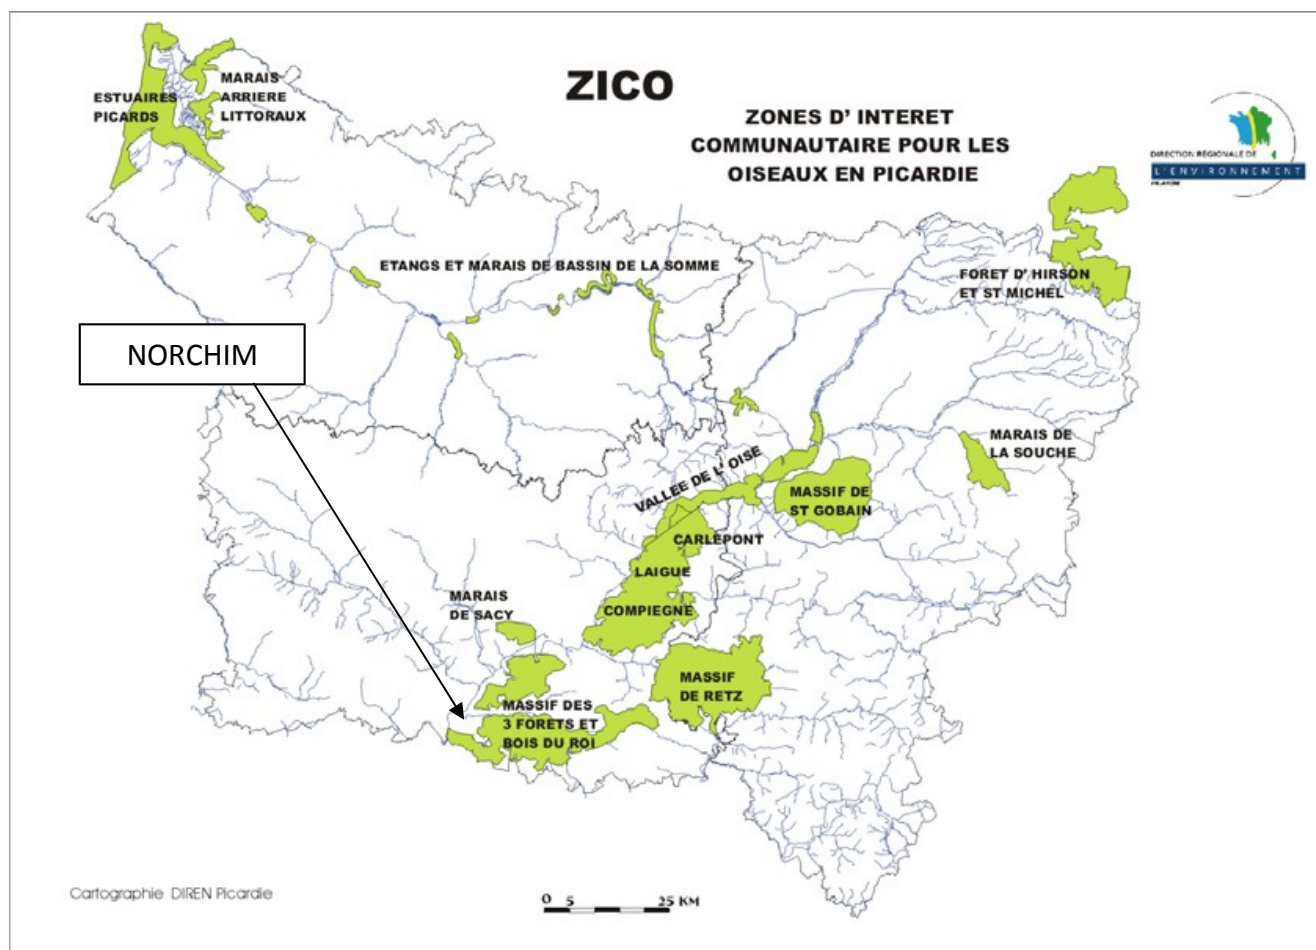 ZICO
ZONES D' INTERET
COMMUNAUTAIRE POUR LES
OISEAUX EN PICARDIE
DIRECTION RÉGIONALE DE
L'ENVIRONNEMENT
MARAIS
ARRIERE
LITTORAUX
ESTUAIRES
PICARDS
ETANGS ET MARAIS DE BASSIN DE LA SOMME
FORET D' HIRSON
ET ST MICHEL
NORCHIM
MARAIS DE
LA SOUCHE
VALLEE DE L' OISE
MASSIF DE
ST GOBAIN
CARLEPONT
LAIGUE
COMPIEGNE
MARAIS
DE SACY
MASSIF
DE RETZ
MASSIF DES
3 FORETS ET
BOIS DU ROI
Cartographie DIREN Picardie
0 5 25 KM